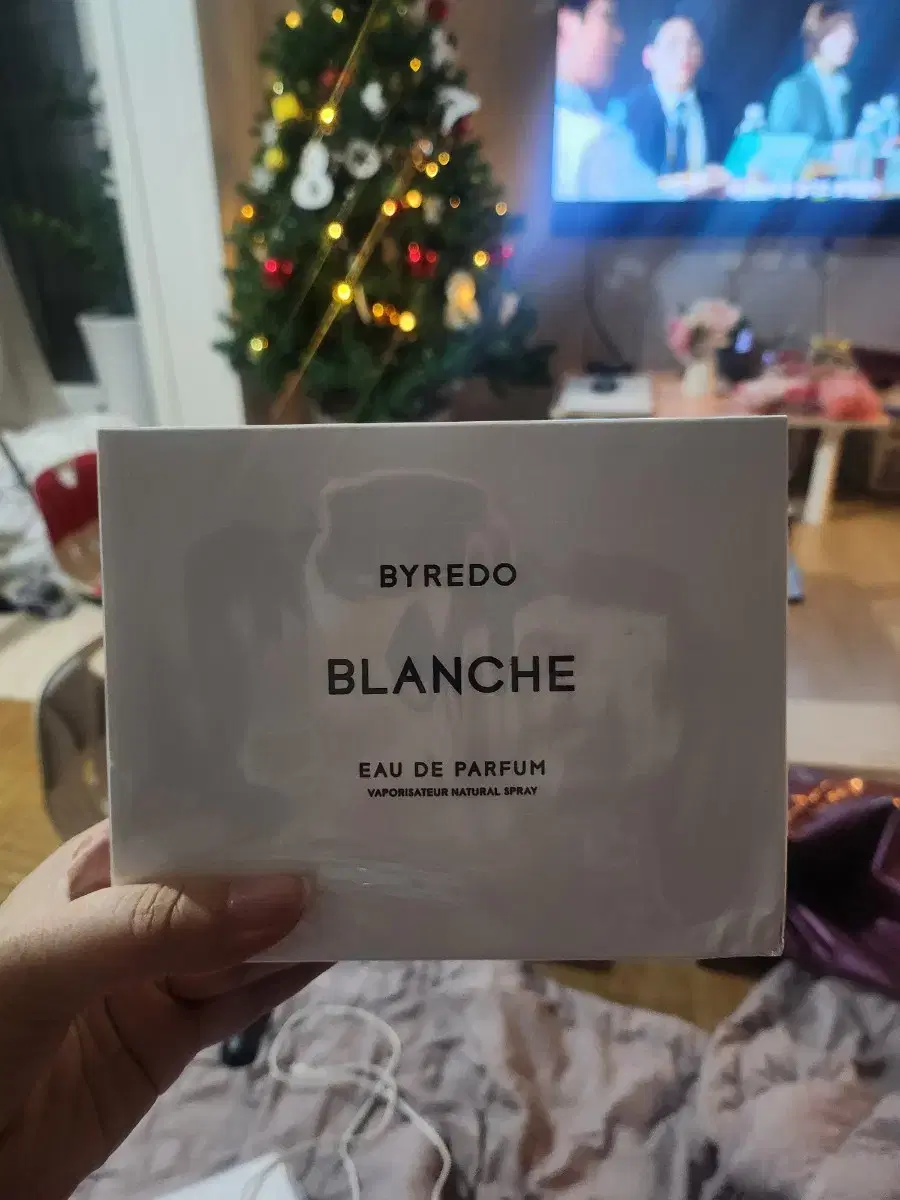 BYREDO
BLANCHE
EAU DE PARFUM
VAPORISATEUR NATURAL SPRAY